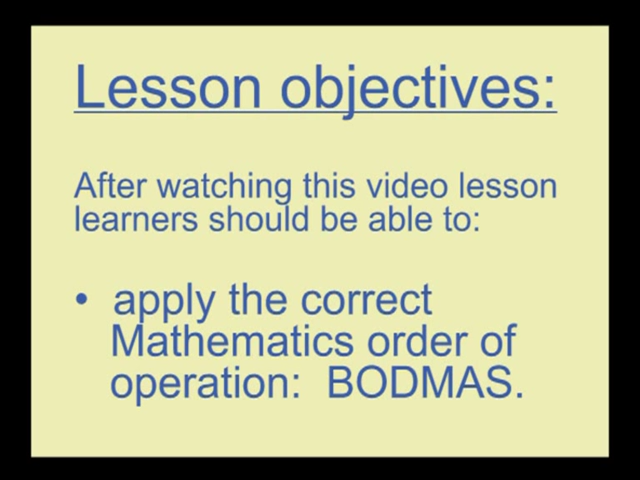 Lesson objectives:
After watching this video lesson
learners should be able to:
• apply the correct
Mathematics order of
operation: BODMAS.